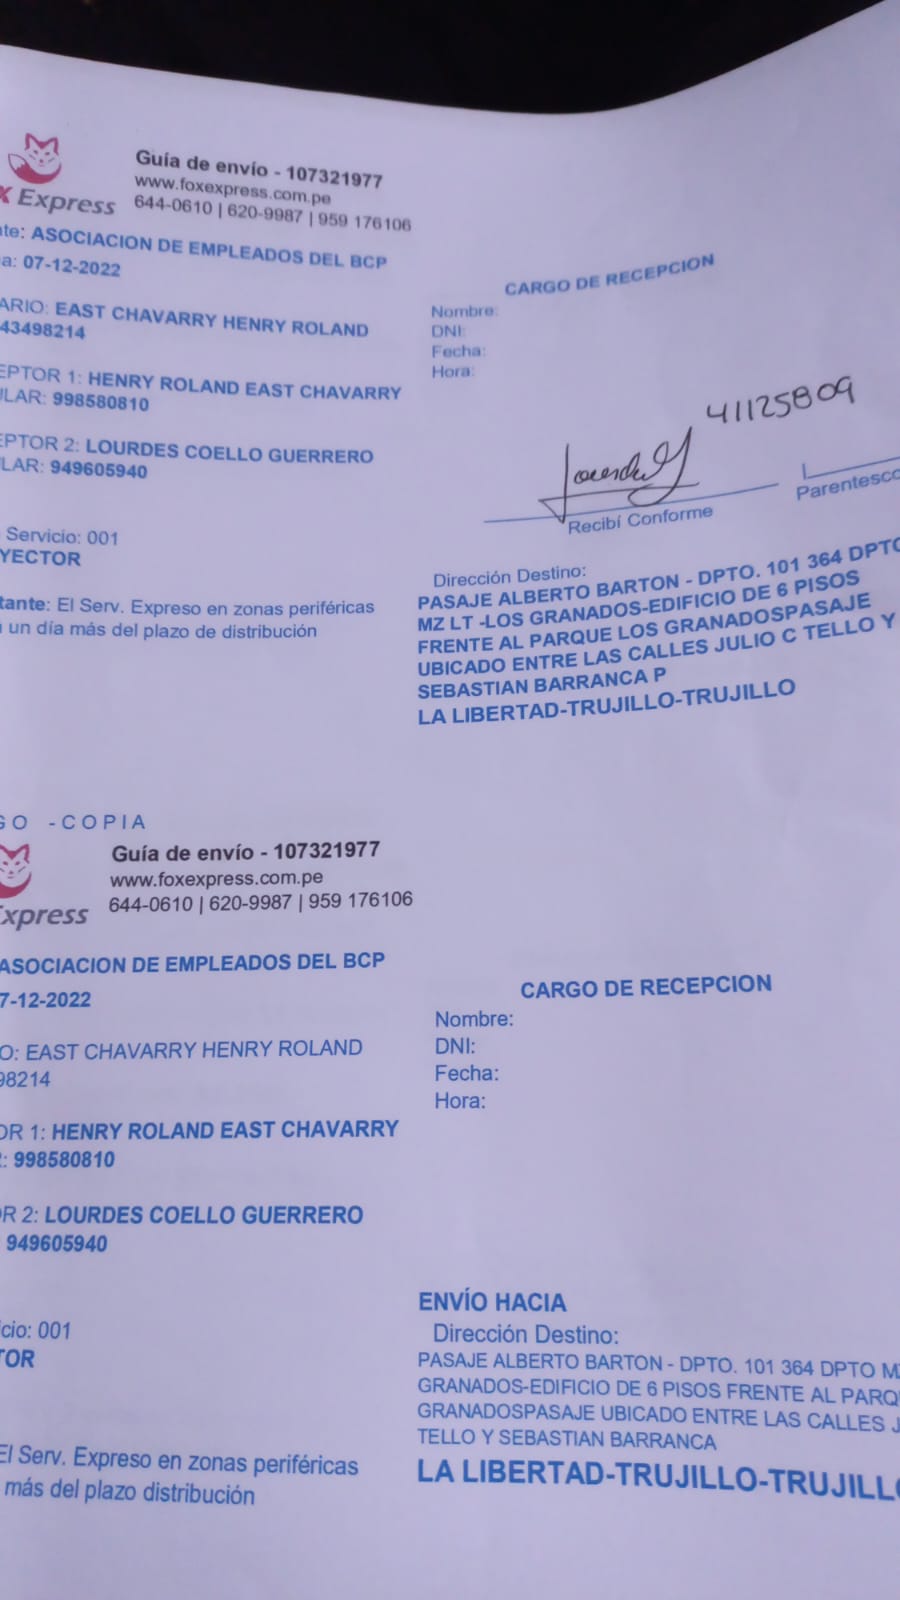 Guía de envío - 107321977
www.foxexpress.com.pe
X Express
644-0610 | 620-9987 | 959 176106
nte: ASOCIACION DE EMPLEADOS DEL BCP
a: 07-12-2022
ARIO: EAST CHAVARRY HENRY ROLAND
43498214
EPTOR 1: HENRY ROLAND EAST CHAVARRY
ULAR: 998580810
EPTOR 2: LOURDES COELLO GUERRERO
LAR: 949605940
Servicio: 001
YECTOR
tante: El Serv. Expreso en zonas periféricas
un día más del plazo de distribución
CARGO DE RECEPCION
Nombre:
DNI:
Fecha:
Hora:
41125809
Recibí Conforme
Parentesco
Dirección Destino:
PASAJE ALBERTO BARTON - DPTO. 101 364 DPTO
MZ LT -LOS GRANADOS-EDIFICIO DE 6 PISOS
FRENTE AL PARQUE LOS GRANADOSPASAJE
UBICADO ENTRE LAS CALLES JULIO C TELLO Y
SEBASTIAN BARRANCA P
LA LIBERTAD-TRUJILLO-TRUJILLO
GO -COPIA
Guía de envío - 107321977
www.foxexpress.com.pe
Express
644-0610 | 620-9987 | 959 176106
ASOCIACION DE EMPLEADOS DEL BCP
7-12-2022
O: EAST CHAVARRY HENRY ROLAND
98214
OR 1: HENRY ROLAND EAST CHAVARRY
: 998580810
R 2: LOURDES COELLO GUERRERO
949605940
cio: 001
TOR
El Serv. Expreso en zonas periféricas
más del plazo distribución
CARGO DE RECEPCION
Nombre:
DNI:
Fecha:
Hora:
ENVÍO HACIA
Dirección Destino:
PASAJE ALBERTO BARTON - DPTO. 101 364 DPTO MZ
GRANADOS-EDIFICIO DE 6 PISOS FRENTE AL PARQ
GRANADOSPASAJE UBICADO ENTRE LAS CALLES J
TELLO Y SEBASTIAN BARRANCA
LA LIBERTAD-TRUJILLO-TRUJILLO